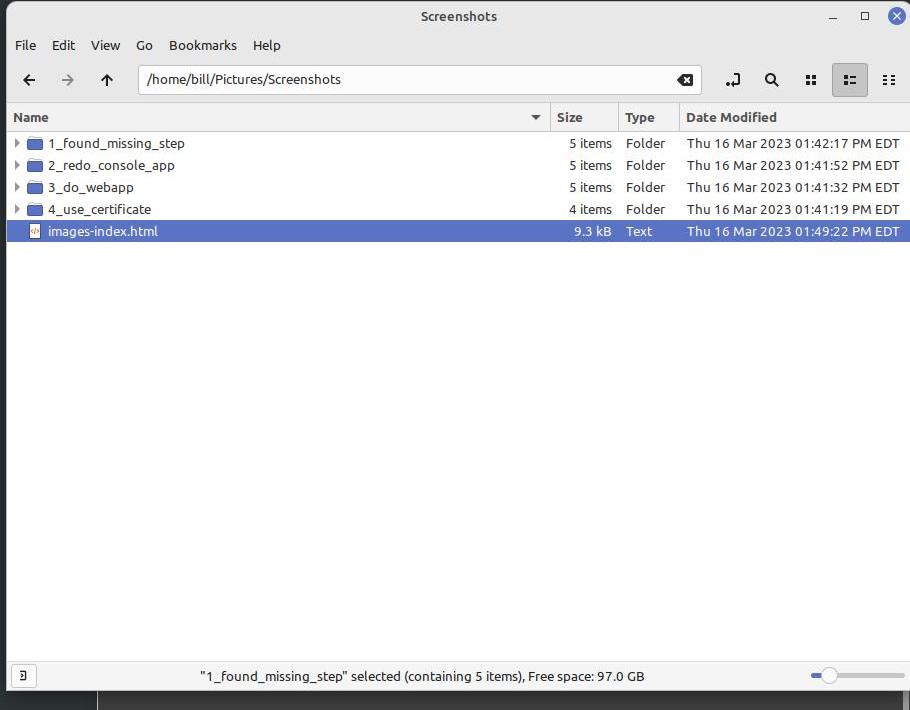 Screenshots
File Edit View Go Bookmarks Help
/home/bill/Pictures/Screenshots
Name Size Type Date Modified
1_found_missing_step 5 items Folder Thu 16 Mar 2023 01:42:17 PM EDT
2_redo_console_app 5 items Folder Thu 16 Mar 2023 01:41:52 PM EDT
3_do_webapp 5 items Folder Thu 16 Mar 2023 01:41:32 PM EDT
4_use_certificate 4 items Folder Thu 16 Mar 2023 01:41:19 PM EDT
images-index.html 9.3 kB Text Thu 16 Mar 2023 01:49:22 PM EDT
"1_found_missing_step" selected (containing 5 items), Free space: 97.0 GB